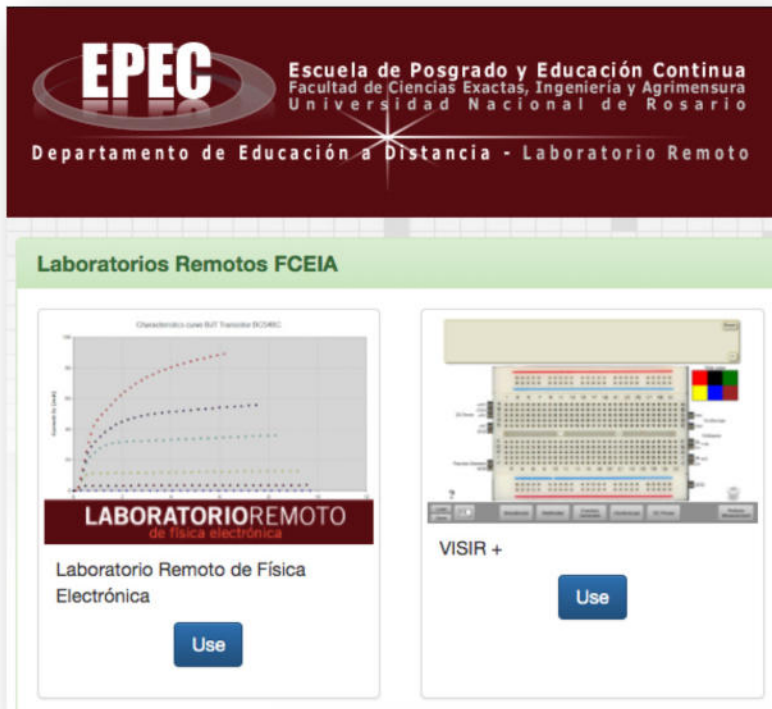 EPEC
Escuela de Posgrado y Educación Continua
Facultad de Ciencias Exactas, Ingeniería y Agrimensura
Universidad Nacional de Rosario
Departamento de Educación a Distancia - Laboratorio Remoto
Laboratorios Remotos FCEIA
LABORATORIOREMOTO
de física electrónica
Laboratorio Remoto de Física
Electrónica
Use
VISIR +
Use